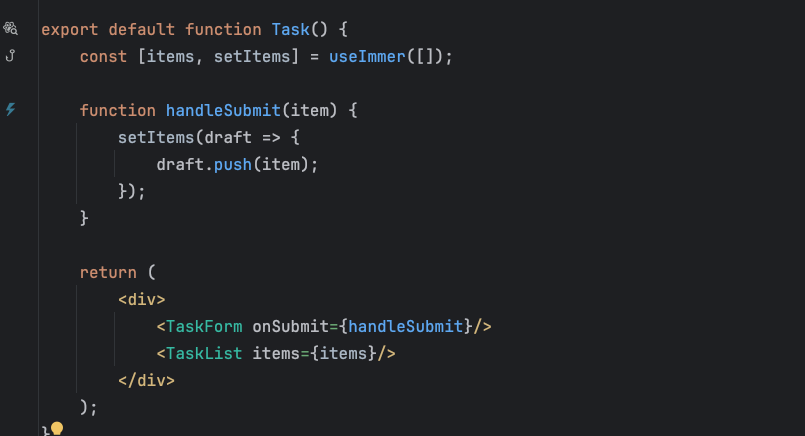 export default function Task() {
    const [items, setItems] = useImmer([]);

    function handleSubmit(item) {
        setItems(draft => {
            draft.push(item);
        });
    }

    return (
        <div>
            <TaskForm onSubmit={handleSubmit}/>
            <TaskList items={items}/>
        </div>
    );
}